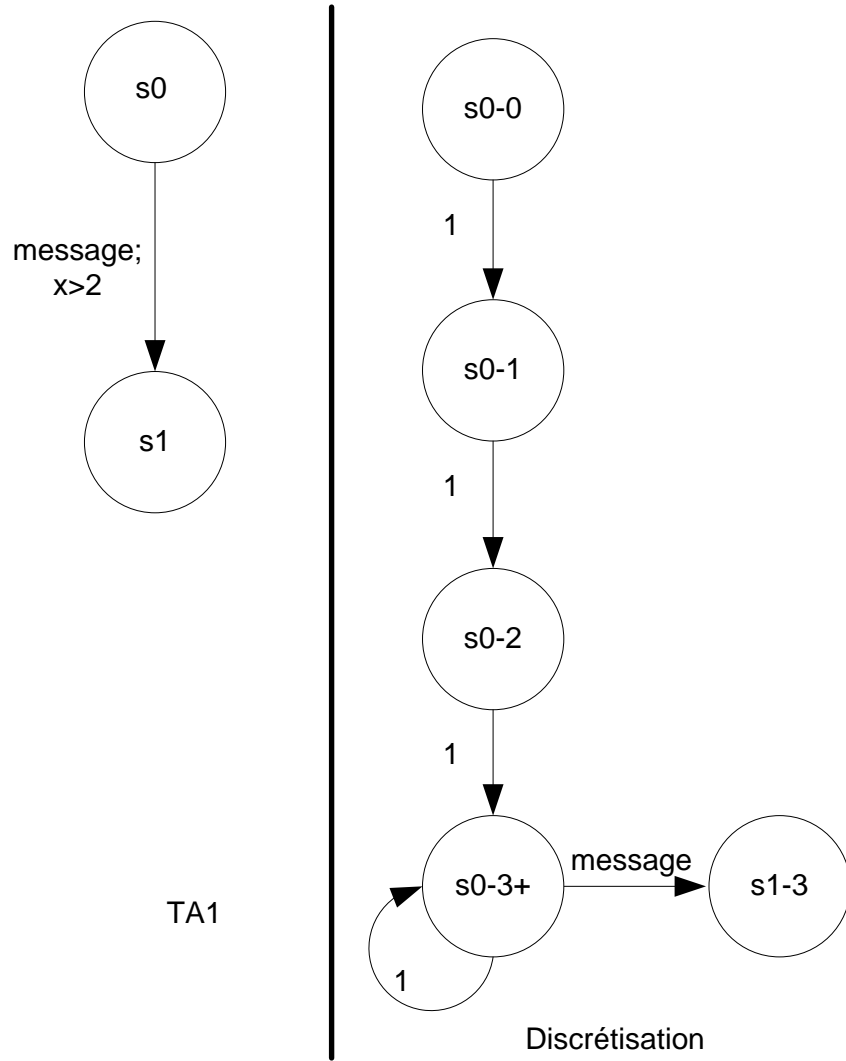 s0
message;
x>2
s1
TA1
s0-0
1
s0-1
1
s0-2
1
s0-3+
message
s1-3
1
Discrétisation